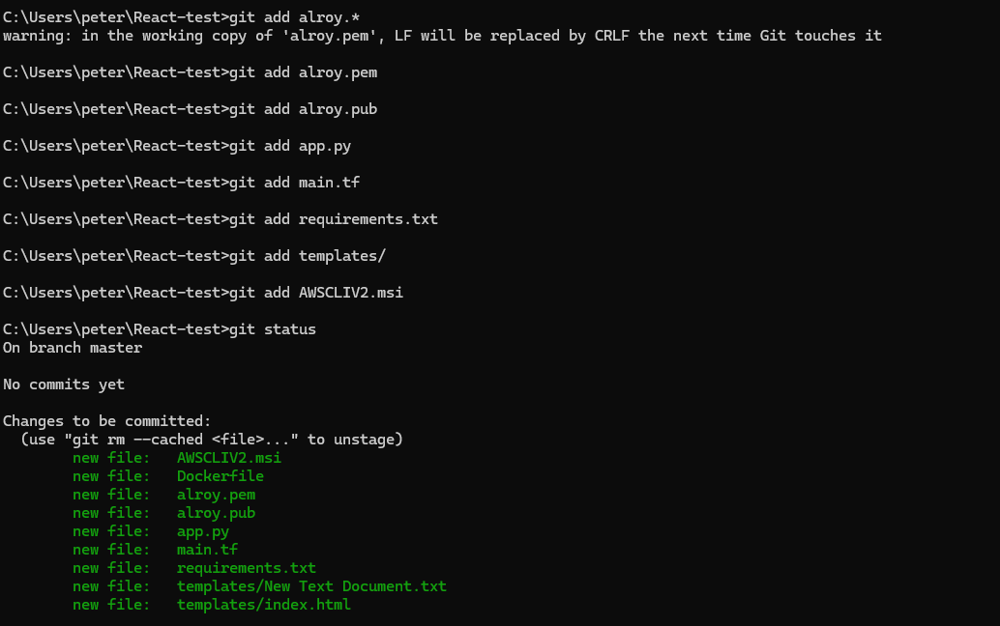 C:\Users\peter\React-test>git add alroy.*
warning: in the working copy of 'alroy.pem', LF will be replaced by CRLF the next time Git touches it
C:\Users\peter\React-test>git add alroy.pem
C:\Users\peter\React-test>git add alroy.pub
C:\Users\peter\React-test>git add app.py
C:\Users\peter\React-test>git add main.tf
C:\Users\peter\React-test>git add requirements.txt
C:\Users\peter\React-test>git add templates/
C:\Users\peter\React-test>git add AWSCLIV2.msi
C:\Users\peter\React-test>git status
On branch master
No commits yet
Changes to be committed:
  (use "git rm --cached <file>..." to unstage)
        new file:   AWSCLIV2.msi
        new file:   Dockerfile
        new file:   alroy.pem
        new file:   alroy.pub
        new file:   app.py
        new file:   main.tf
        new file:   requirements.txt
        new file:   templates/New Text Document.txt
        new file:   templates/index.html